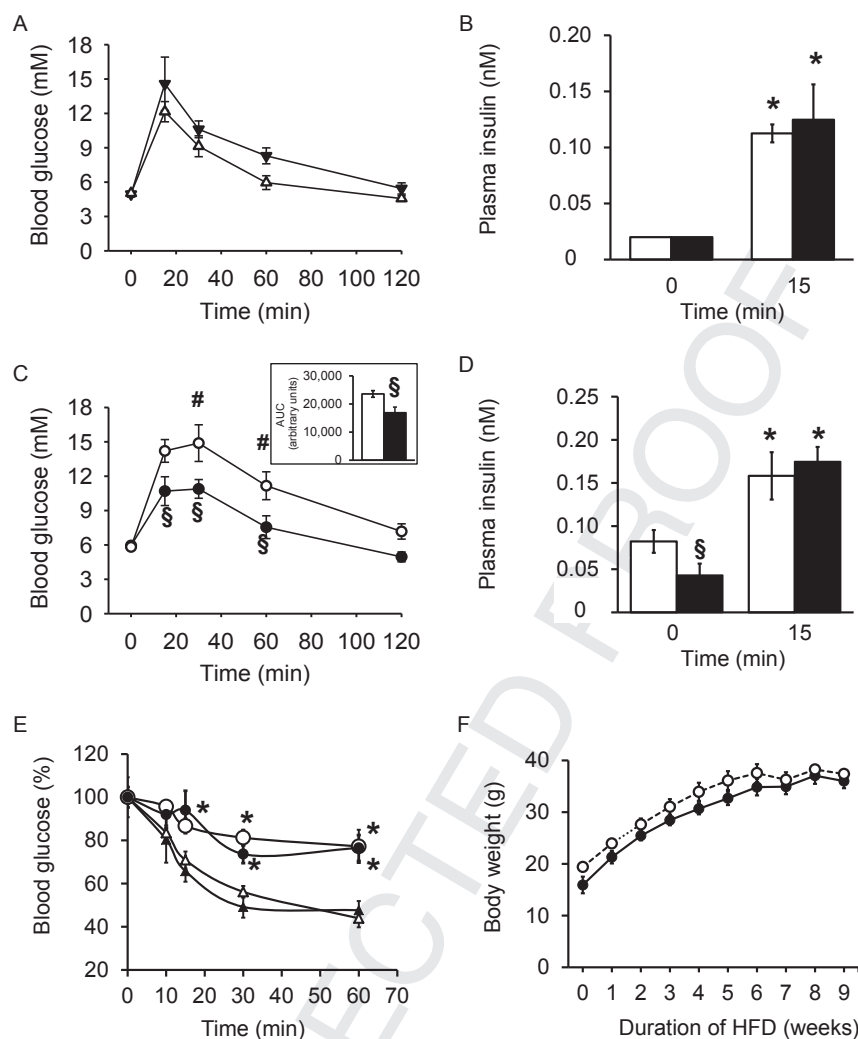 A
Blood glucose (mM)
18
15
12
9
6
3
0
0 20 40 60 80 100 120
Time (min)
B
Plasma insulin (nM)
0.20
0.15
0.10
0.05
0
* *
0 15
Time (min)
C
Blood glucose (mM)
18
15
12
9
6
3
0
# #
§ § §
0 20 40 60 80 100 120
Time (min)
AUC
(arbitrary units)
30,000
20,000
10,000
0
§
D
Plasma insulin (nM)
0.25
0.20
0.15
0.10
0.05
0
§ * *
0 15
Time (min)
E
Blood glucose (%)
120
100
80
60
40
20
* * *
* *
0 10 20 30 40 50 60 70
Time (min)
F
Body weight (g)
40
30
20
10
0
0 1 2 3 4 5 6 7 8 9
Duration of HFD (weeks)
ECTED PROOF